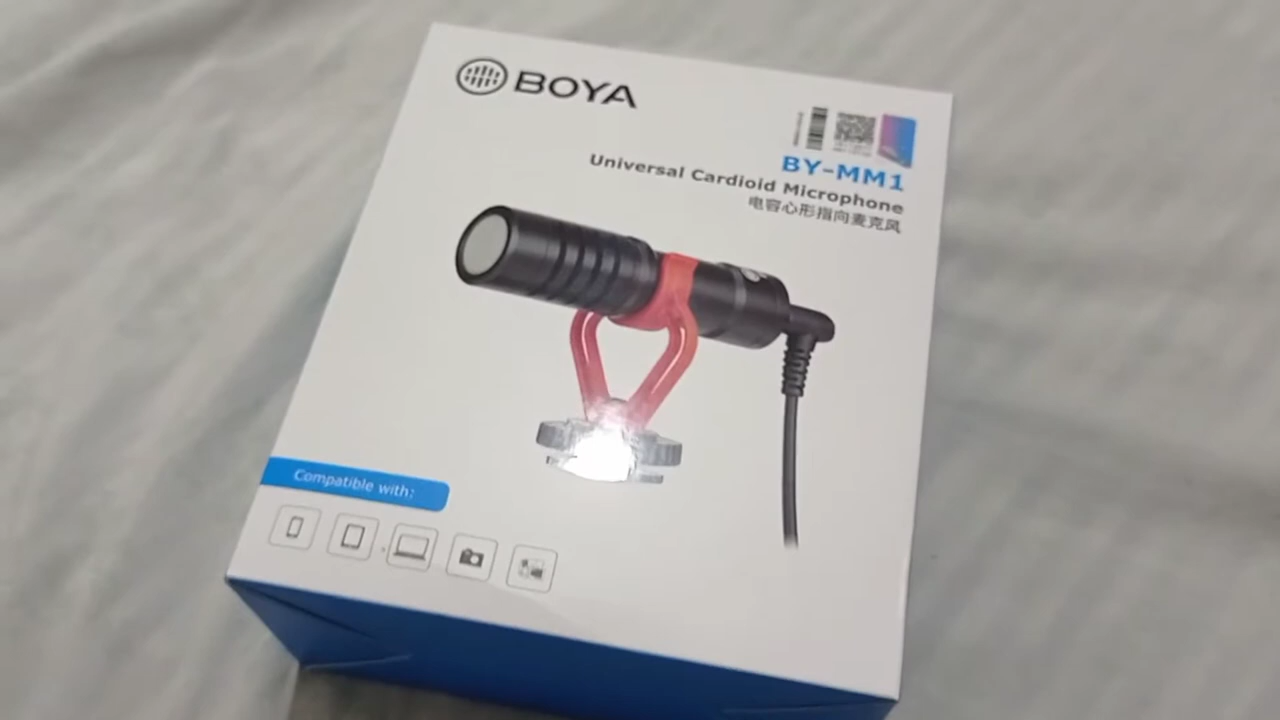 BOYA
BY-MM1
Universal Cardioid Microphone
电容心形指向麦克风
Compatible with: